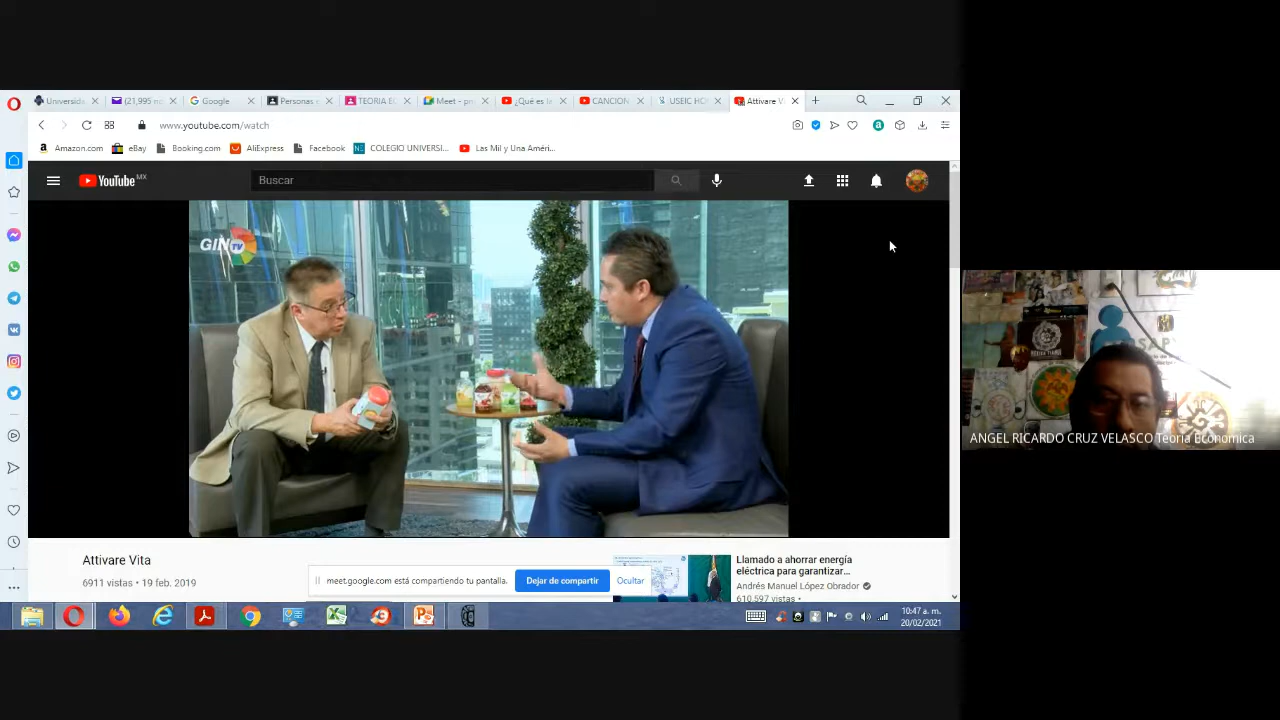 Universid
(21,995 no
Google
Personas e
TEORIA EC
Meet - pn
¿Qué es la
CANCION
USEIC HO
Attivare V
www.youtube.com/watch
Amazon.com
eBay
Booking.com
AliExpress
Facebook
COLEGIO UNIVERSI...
Las Mil y Una Améri...
YouTube MX
Buscar
GIN TV
ANGEL RICARDO CRUZ VELASCO Teoria Economica
Attivare Vita
6911 vistas • 19 feb. 2019
Llamado a ahorrar energía
eléctrica para garantizar...
Andrés Manuel López Obrador
610,597 vistas •
meet.google.com está compartiendo tu pantalla.
Dejar de compartir
Ocultar
10:47 a. m.
20/02/2021